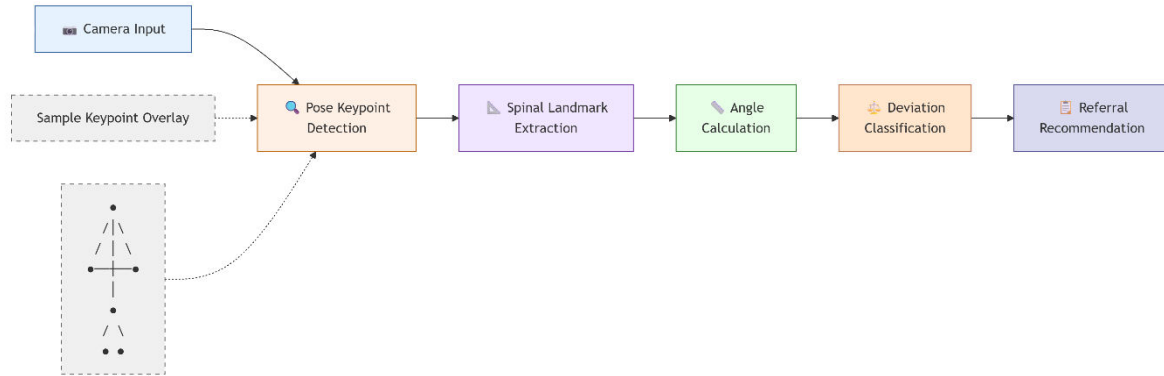 Camera Input
Sample Keypoint Overlay
Pose Keypoint
Detection
Spinal Landmark
Extraction
Angle
Calculation
Deviation
Classification
Referral
Recommendation